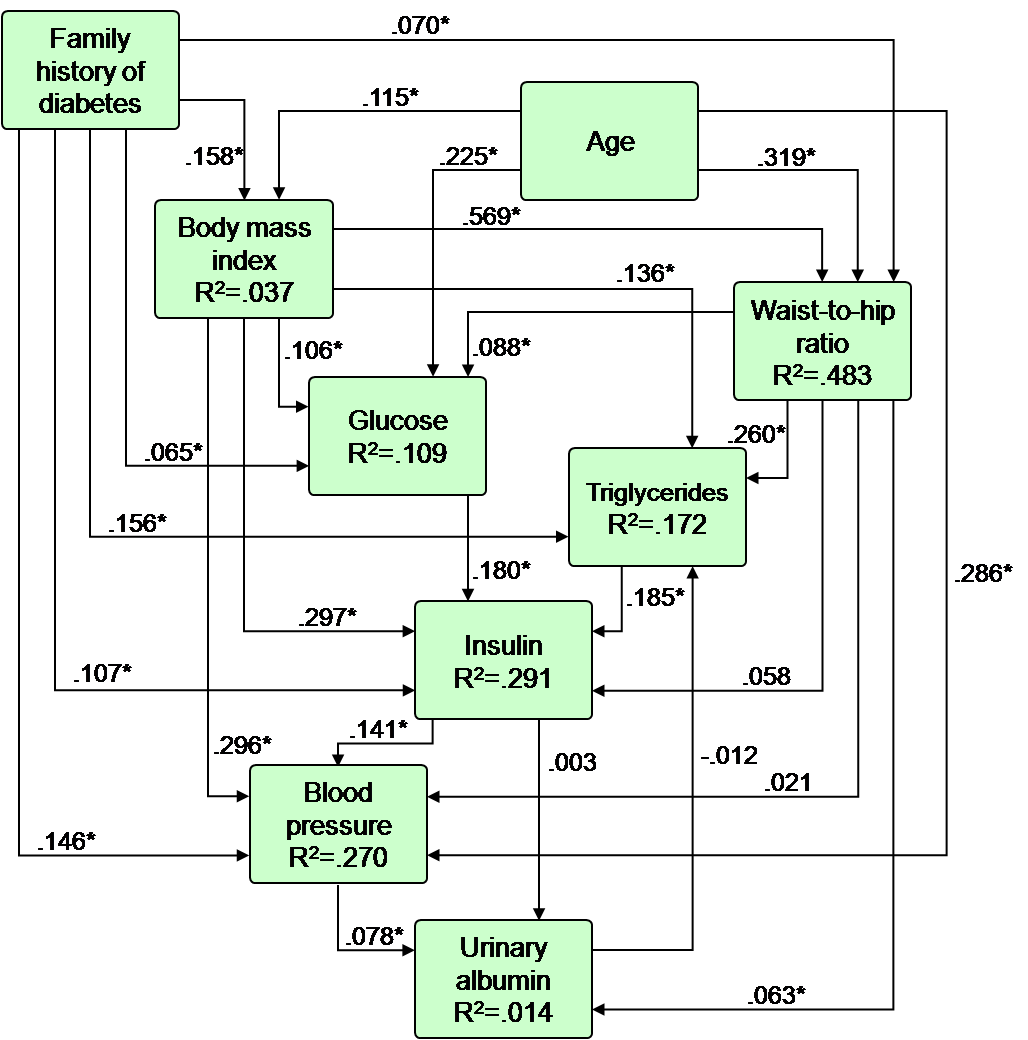 .070*
Family
history of
diabetes
.115*
Age
.158*
.225*
.319*
Body mass
index
R²=.037
.569*
.136*
Waist-to-hip
ratio
R²=.483
.106*
.088*
Glucose
R²=.109
.260*
.065*
Triglycerides
R²=.172
.156*
.180*
.286*
.185*
.297*
Insulin
R²=.291
.107*
.058
.141*
.296*
.003
-.012
Blood
pressure
R²=.270
.021
.146*
.078*
Urinary
albumin
R²=.014
.063*